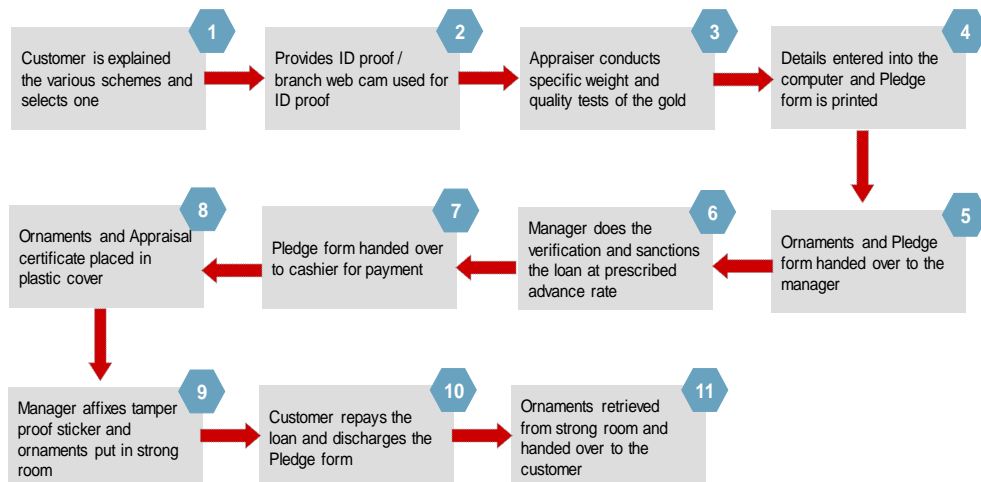 1
Customer is explained
the various schemes and
selects one
2
Provides ID proof /
branch web cam used for
ID proof
3
Appraiser conducts
specific weight and
quality tests of the gold
4
Details entered into the
computer and Pledge
form is printed
5
Ornaments and Pledge
form handed over to the
manager
6
Manager does the
verification and sanctions
the loan at prescribed
advance rate
7
Pledge form handed over
to cashier for payment
8
Ornaments and Appraisal
certificate placed in
plastic cover
9
Manager affixes tamper
proof sticker and
ornaments put in strong
room
10
Customer repays the
loan and discharges the
Pledge form
11
Ornaments retrieved
from strong room and
handed over to the
customer